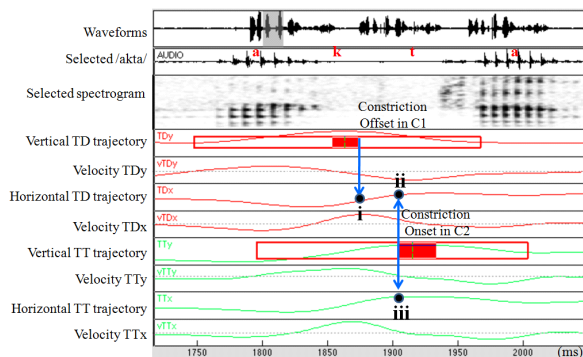 Waveforms
Selected /akta/
AUDIO
a k t a
Selected spectrogram
Constriction
Offset in C1
Vertical TD trajectory
TDy
Velocity TDy
vTDy
ii
Horizontal TD trajectory
TDx
i
Constriction
Onset in C2
Velocity TDx
vTDx
Vertical TT trajectory
TTy
Velocity TTy
vTTy
Horizontal TT trajectory
TTx
iii
Velocity TTx
vTTx
1750 1800 1850 1900 1950 2000 (ms)